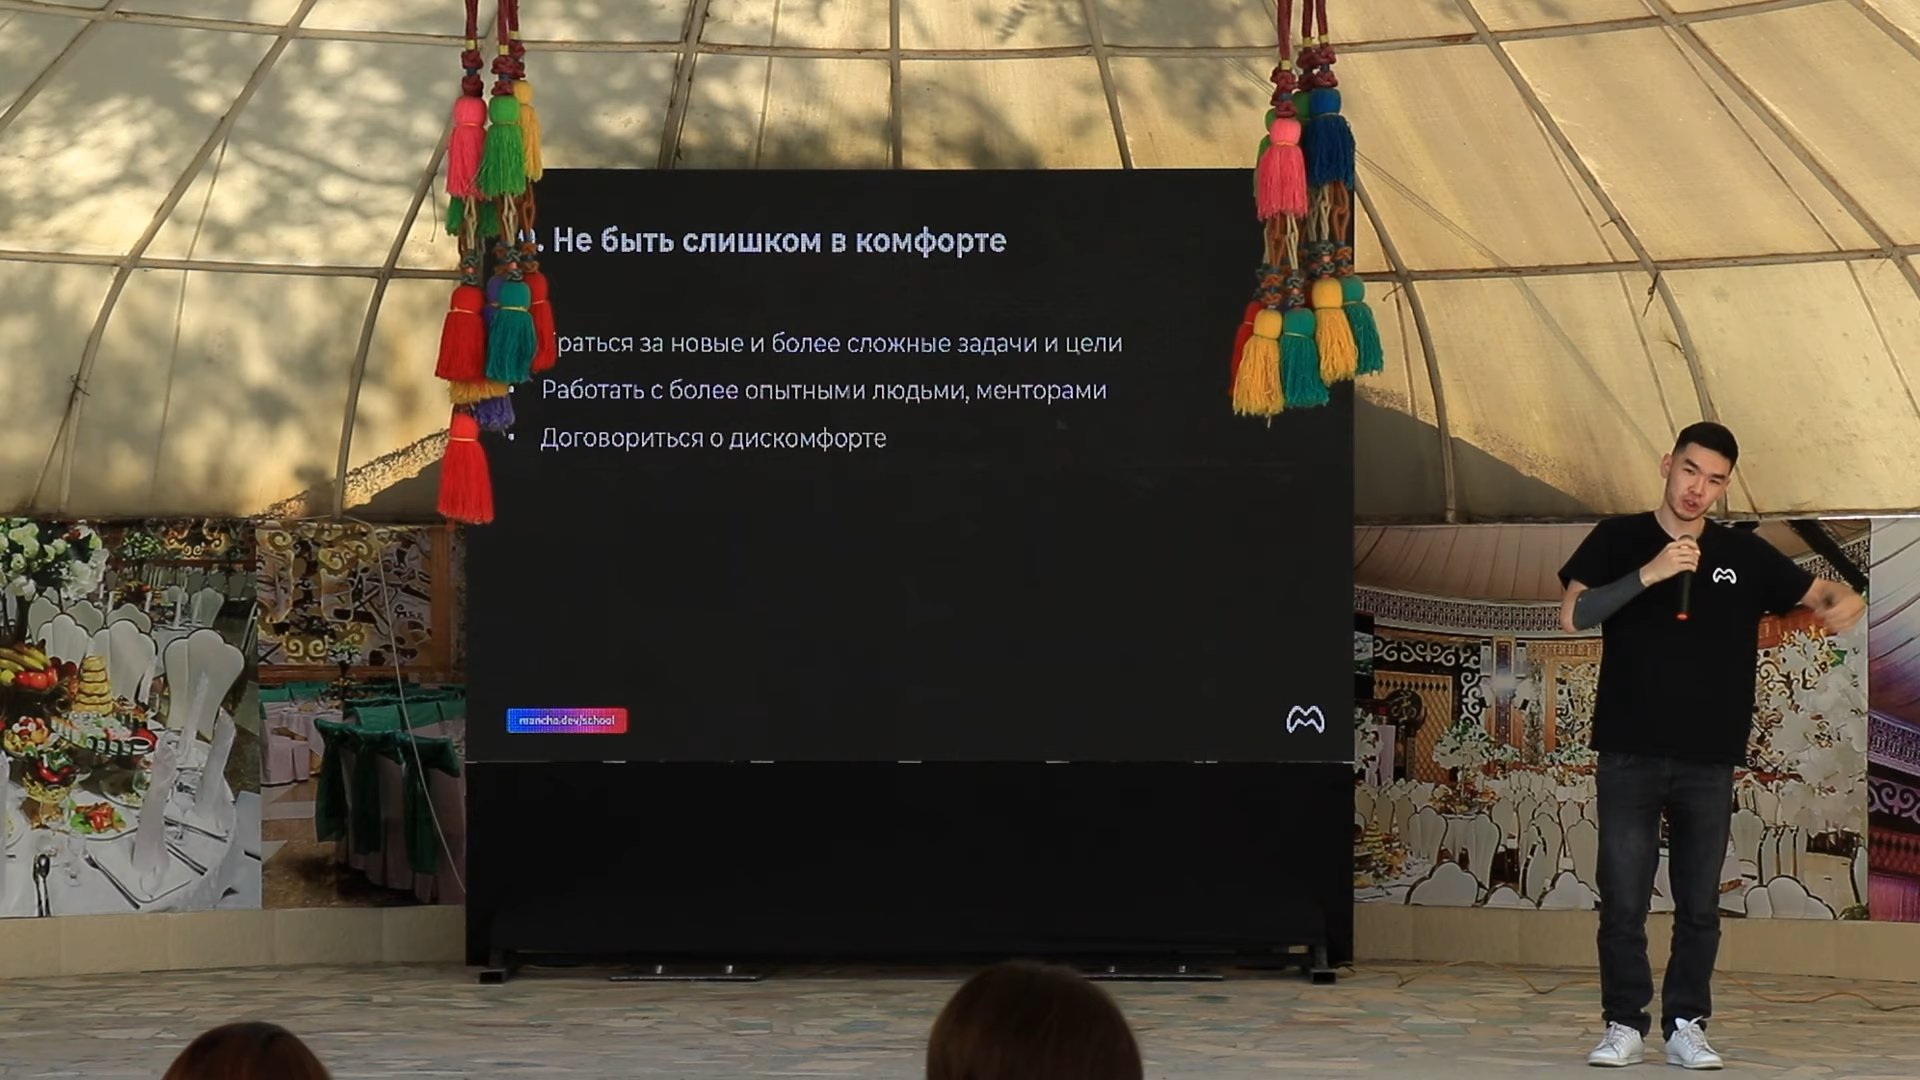 Не быть слишком в комфорте
браться за новые и более сложные задачи и цели
• Работать с более опытными людьми, менторами
• Договориться о дискомфорте
mancho.dev/school